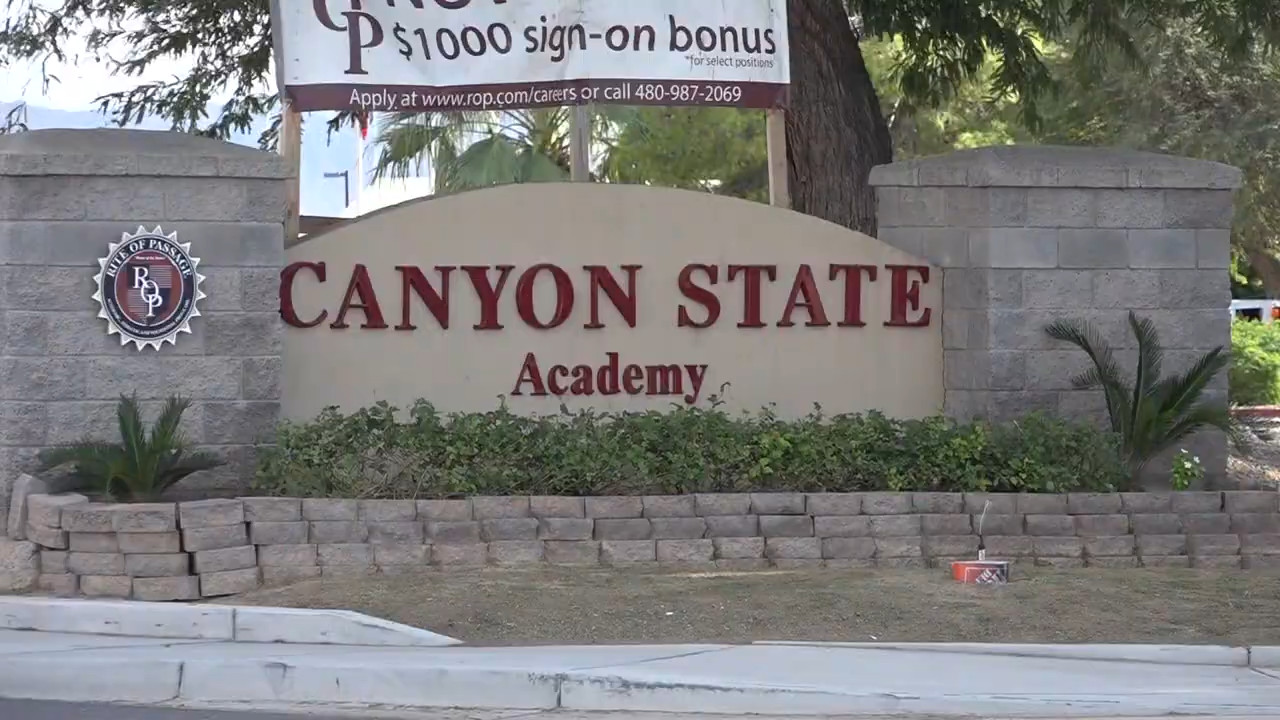 $1000 sign-on bonus
*for select positions
Apply at www.rop.com/careers or call 480-987-2069
RITE OF PASSAGE
ROP
CANYON STATE
Academy